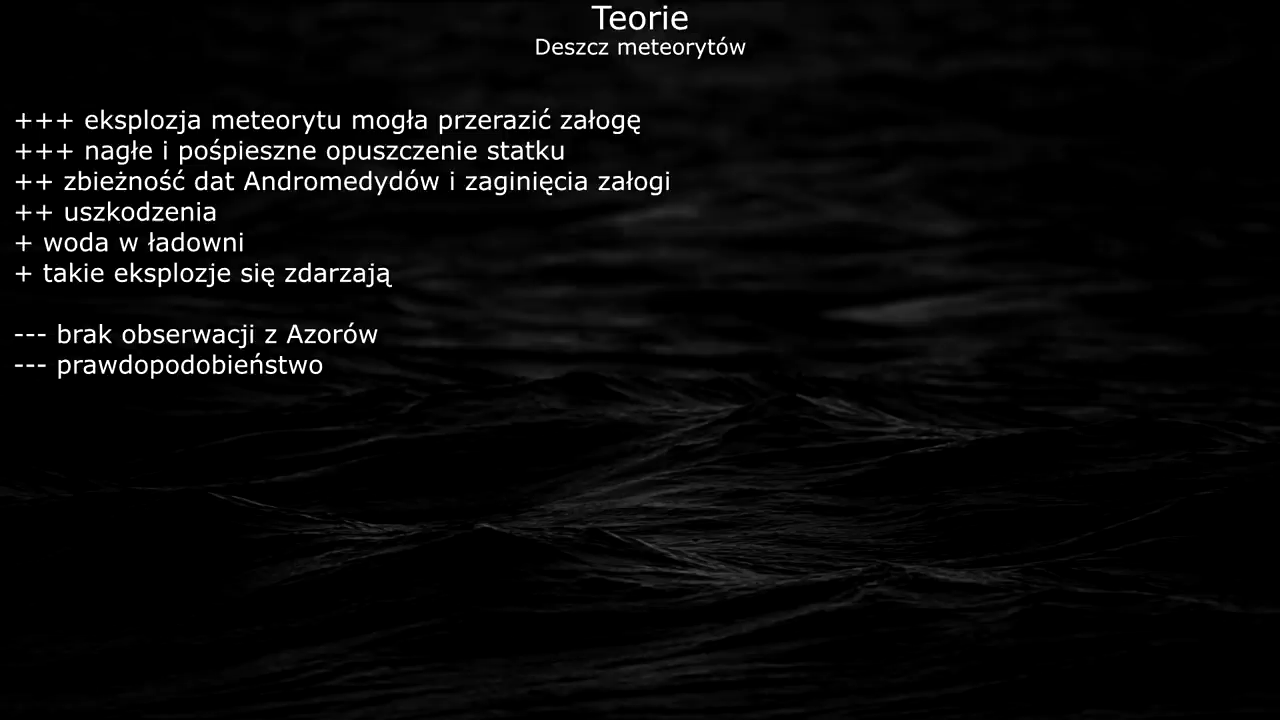 Teorie
Deszcz meteorytów
+++ eksplozja meteorytu mogła przerazić załogę
+++ nagłe i pośpieszne opuszczenie statku
++ zbieżność dat Andromedydów i zaginięcia załogi
++ uszkodzenia
+ woda w ładowni
+ takie eksplozje się zdarzają
--- brak obserwacji z Azorów
--- prawdopodobieństwo